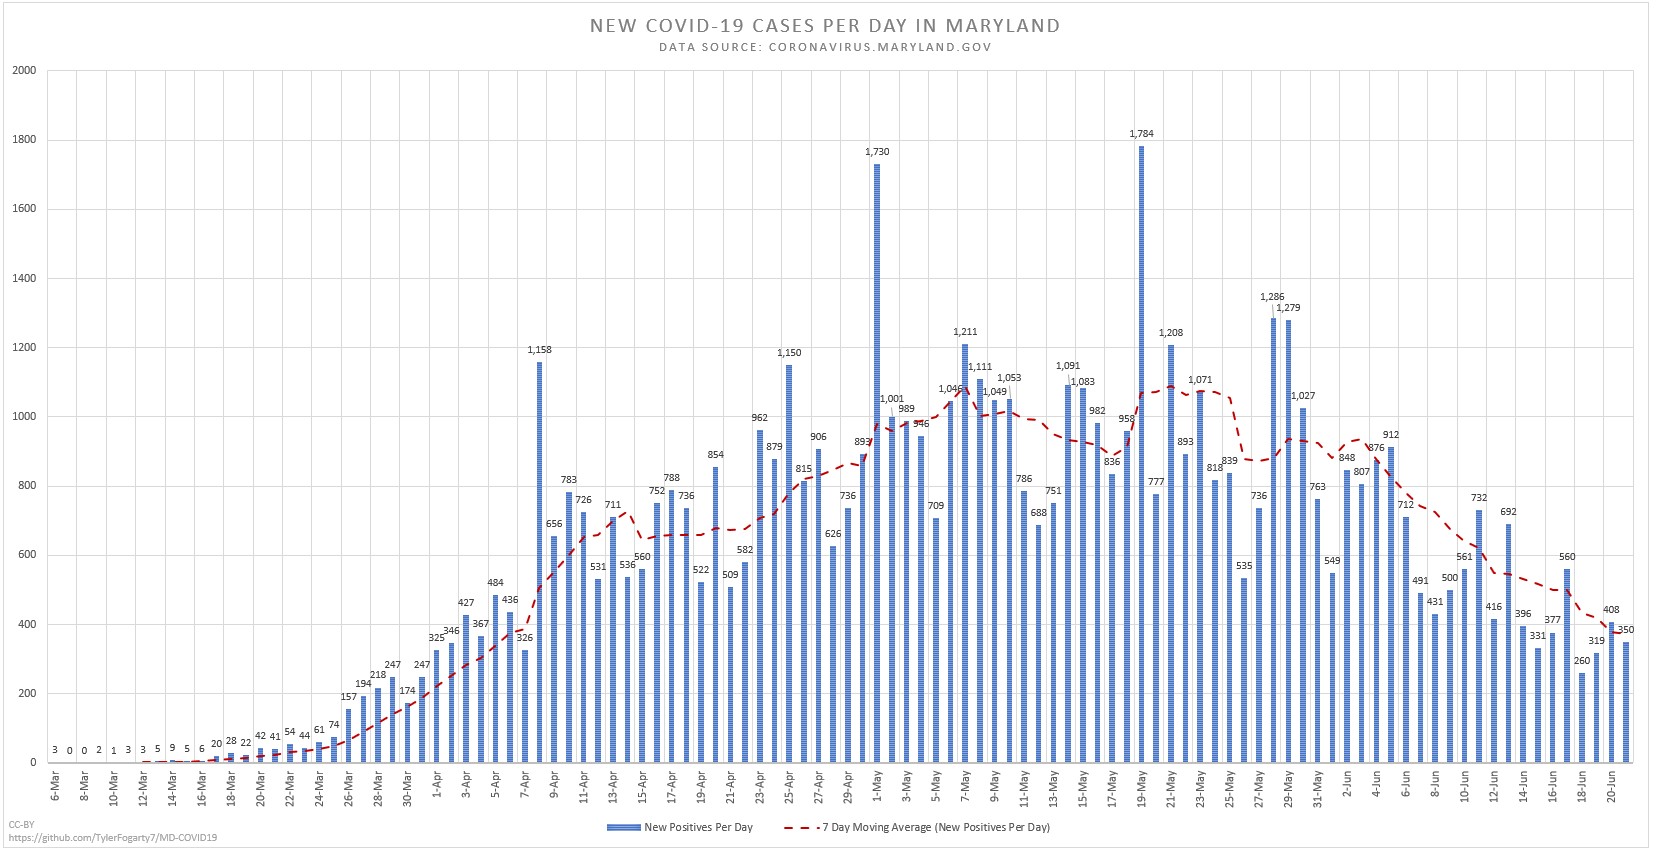 NEW COVID-19 CASES PER DAY IN MARYLAND
DATA SOURCE: CORONAVIRUS.MARYLAND.GOV
2000
1800
1600
1400
1200
1000
800
600
400
200
0
3 0 0 2 1 3 3 5 9 5 6 20 28 22 42 41 54 44 61 74 157 194 218 247 174 247 325 346 427 367 484 436 326 1,158 656 783 726 531 711 536 560 752 788 736 522 854 509 582 962 879 1,150 815 906 626 736 893 1,730 1,001 989 946 709 1,046 1,211 1,111 1,049 1,053 786 688 751 1,091 1,083 982 836 958 1,784 777 1,208 893 1,071 818 839 535 736 1,286 1,279 1,027 763 549 848 807 876 912 712 491 431 500 561 732 416 692 396 331 377 560 260 319 408 350
6-Mar 8-Mar 10-Mar 12-Mar 14-Mar 16-Mar 18-Mar 20-Mar 22-Mar 24-Mar 26-Mar 28-Mar 30-Mar 1-Apr 3-Apr 5-Apr 7-Apr 9-Apr 11-Apr 13-Apr 15-Apr 17-Apr 19-Apr 21-Apr 23-Apr 25-Apr 27-Apr 29-Apr 1-May 3-May 5-May 7-May 9-May 11-May 13-May 15-May 17-May 19-May 21-May 23-May 25-May 27-May 29-May 31-May 2-Jun 4-Jun 6-Jun 8-Jun 10-Jun 12-Jun 14-Jun 16-Jun 18-Jun 20-Jun
New Positives Per Day
7 Day Moving Average (New Positives Per Day)
CC-BY
https://github.com/TylerFogarty7/MD-COVID19